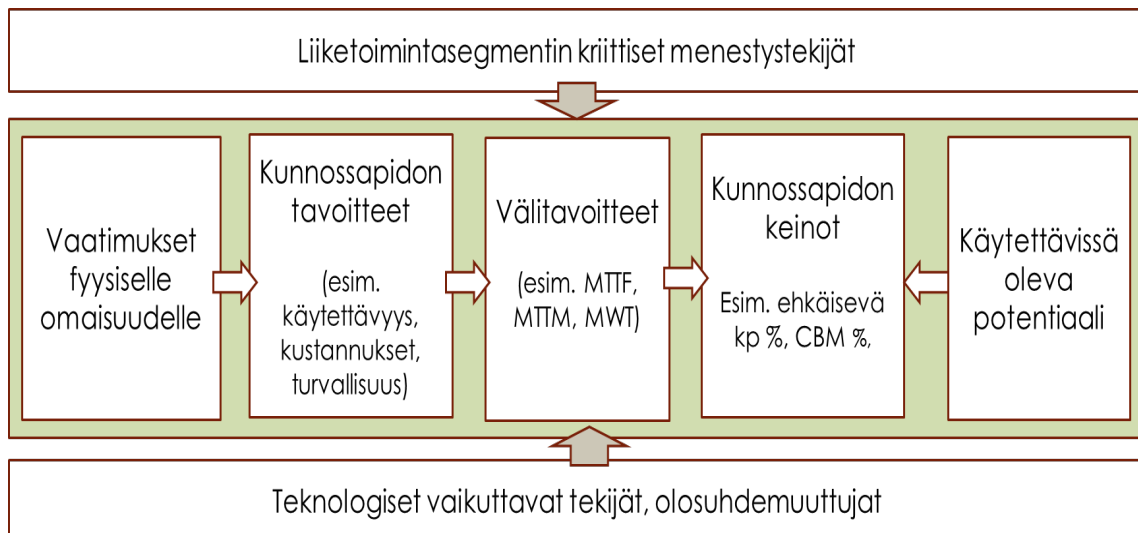 Liiketoimintasegmentin kriittiset menestystekijät
Vaatimukset
fyysiselle
omaisuudelle
Kunnossapidon
tavoitteet
(esim.
käytettävyys,
kustannukset,
turvallisuus)
Välitavoitteet
(esim. MTTF,
MTTM, MWT)
Kunnossapidon
keinot
Esim. ehkäisevä
kp %, CBM %,
Käytettävissä
oleva
potentiaali
Teknologiset vaikuttavat tekijät, olosuhdemuuttujat